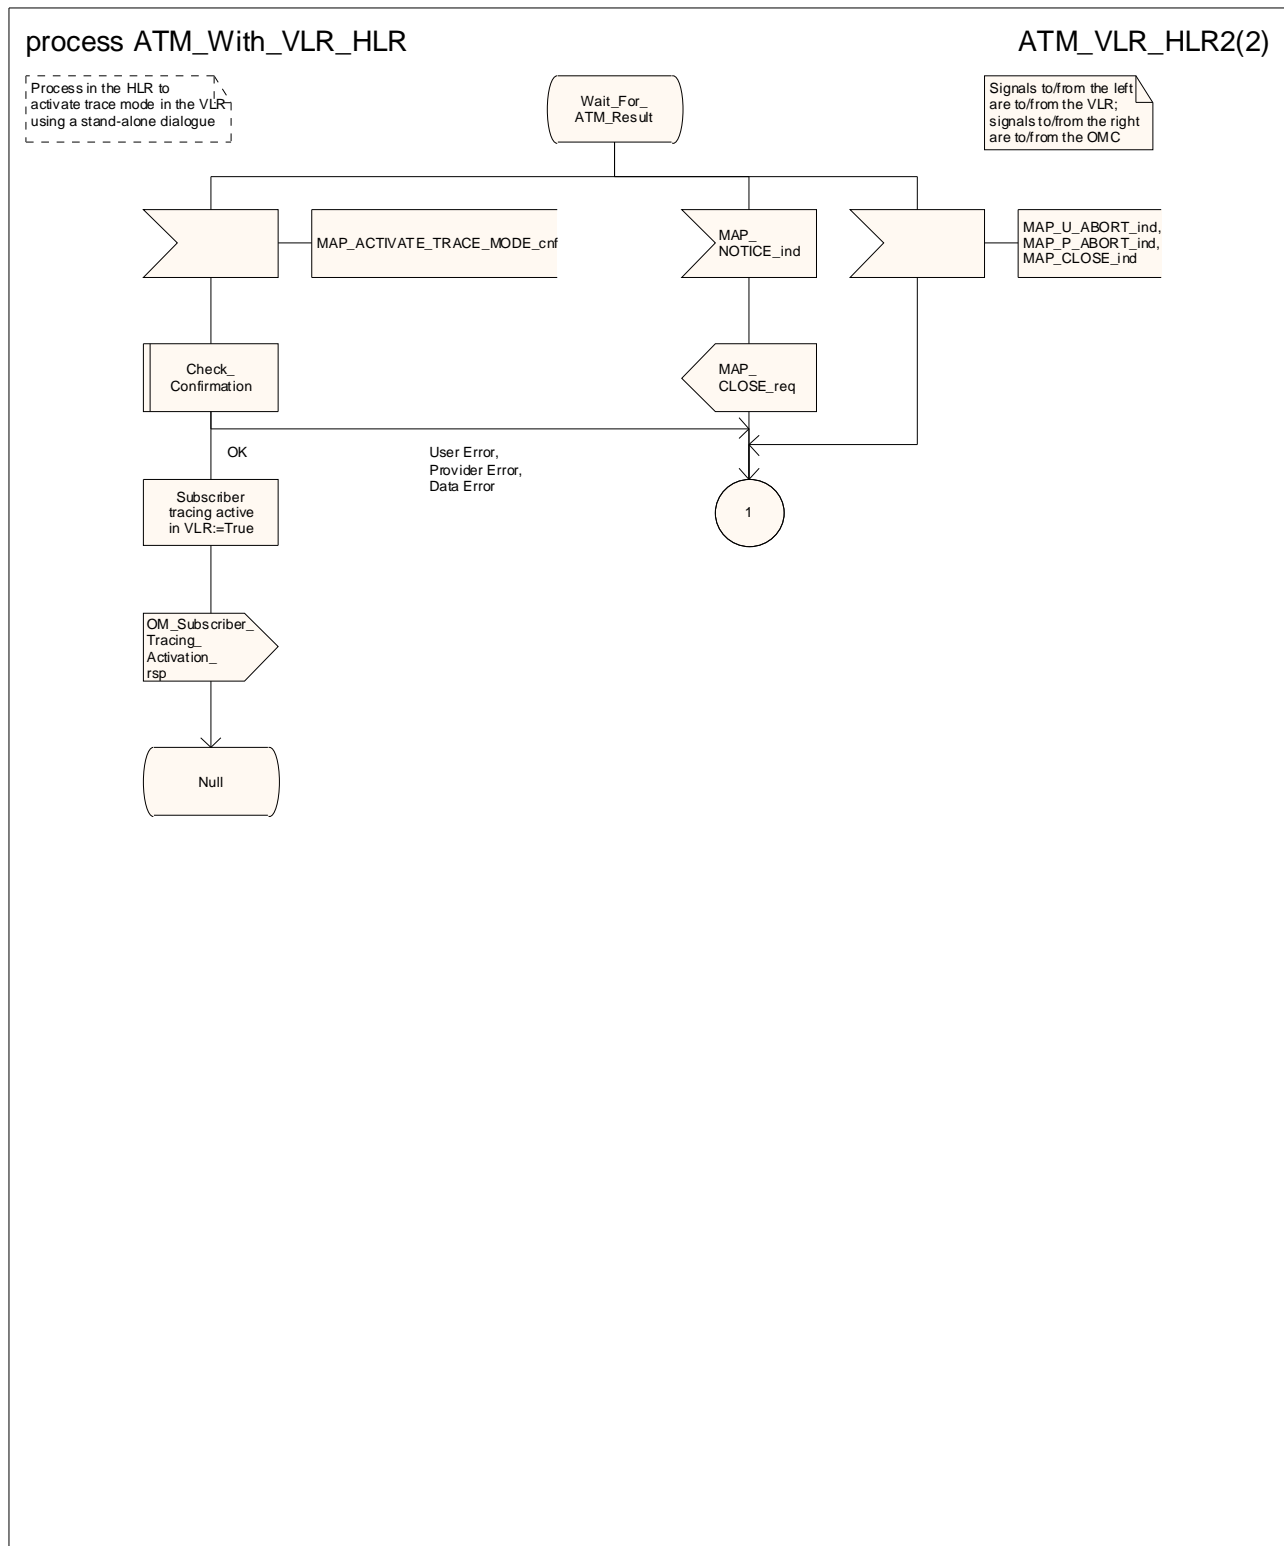 process ATM_With_VLR_HLR
ATM_VLR_HLR2(2)
Process in the HLR to
activate trace mode in the VLR
using a stand-alone dialogue
Wait_For_
ATM_Result
Signals to/from the left
are to/from the VLR;
signals to/from the right
are to/from the OMC
MAP_ACTIVATE_TRACE_MODE_cnf
MAP_
NOTICE_ind
MAP_U_ABORT_ind,
MAP_P_ABORT_ind,
MAP_CLOSE_ind
Check_
Confirmation
MAP_
CLOSE_req
OK
User Error,
Provider Error,
Data Error
Subscriber
tracing active
in VLR:=True
1
OM_Subscriber_
Tracing_
Activation_
rsp
Null